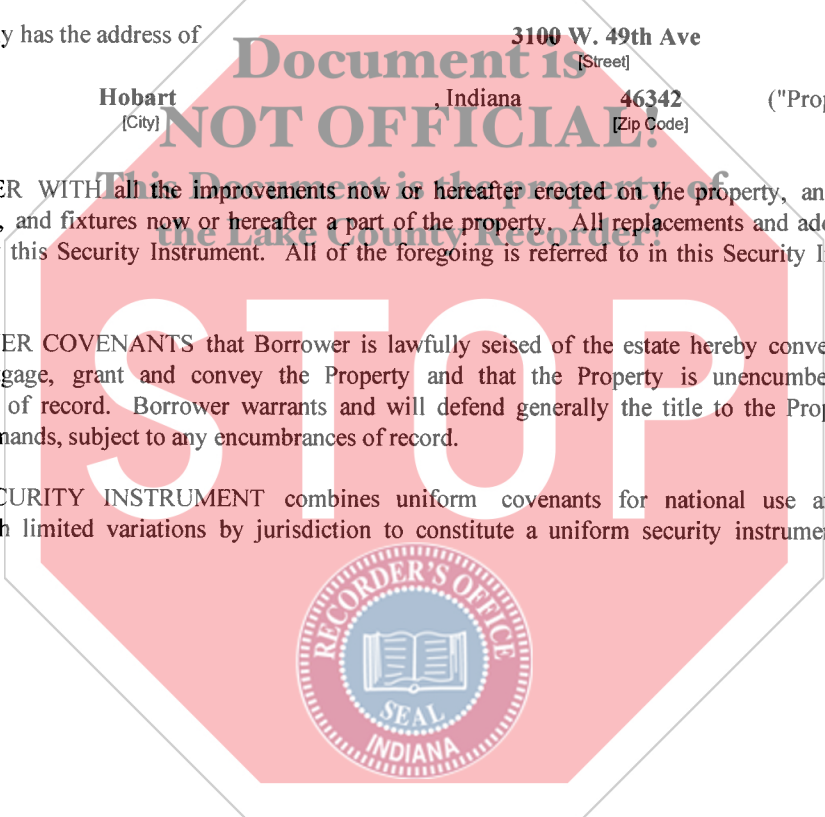 y has the address of 3100 W. 49th Ave
[Street]
Document is
Hobart , Indiana 46342 ("Prop
[City] [Zip Code]
NOT OFFICIAL!
This Document is the property of
ER WITH all the improvements now or hereafter erected on the property, an
, and fixtures now or hereafter a part of the property. All replacements and add
the Lake County Recorder!
this Security Instrument. All of the foregoing is referred to in this Security I
STOP
ER COVENANTS that Borrower is lawfully seised of the estate hereby conve
gage, grant and convey the Property and that the Property is unencumbe
of record. Borrower warrants and will defend generally the title to the Prop
mands, subject to any encumbrances of record.
CURITY INSTRUMENT combines uniform covenants for national use a
h limited variations by jurisdiction to constitute a uniform security instrumen
RECORDER'S OFFICE
SEAL
INDIANA